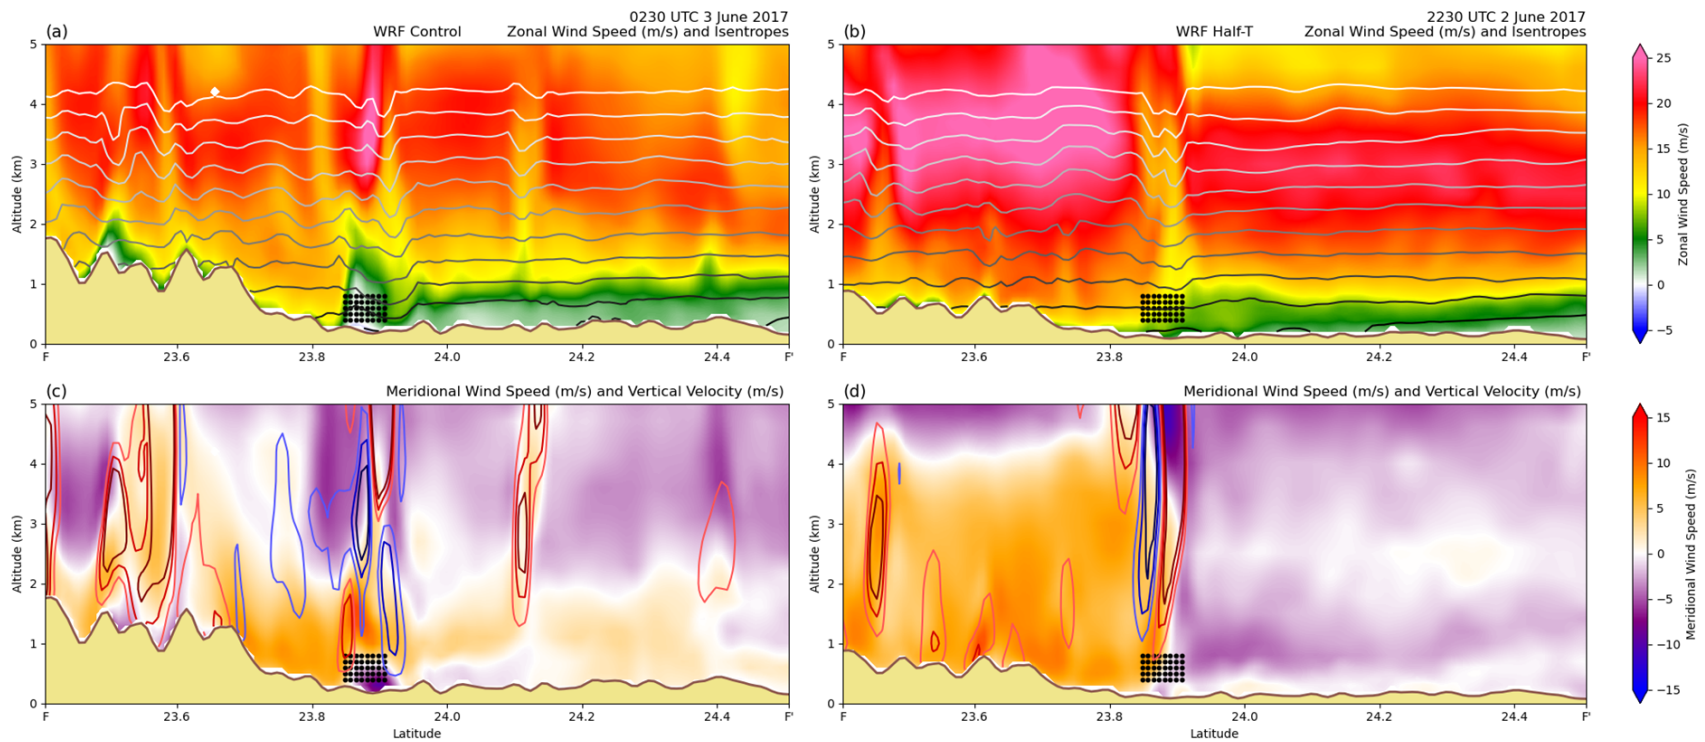 0230 UTC 3 June 2017
(a) WRF Control Zonal Wind Speed (m/s) and Isentropes
5
4
3
2
1
0
Altitude (km)
F 23.6 23.8 24.0 24.2 24.4 F'
2230 UTC 2 June 2017
(b) WRF Half-T Zonal Wind Speed (m/s) and Isentropes
5
4
3
2
1
0
Altitude (km)
F 23.6 23.8 24.0 24.2 24.4 F'
25
20
15
10
5
0
−5
Zonal Wind Speed (m/s)
(c) Meridional Wind Speed (m/s) and Vertical Velocity (m/s)
5
4
3
2
1
0
Altitude (km)
F 23.6 23.8 24.0 24.2 24.4 F'
Latitude
(d) Meridional Wind Speed (m/s) and Vertical Velocity (m/s)
5
4
3
2
1
0
Altitude (km)
F 23.6 23.8 24.0 24.2 24.4 F'
Latitude
15
10
5
0
−5
−10
−15
Meridional Wind Speed (m/s)